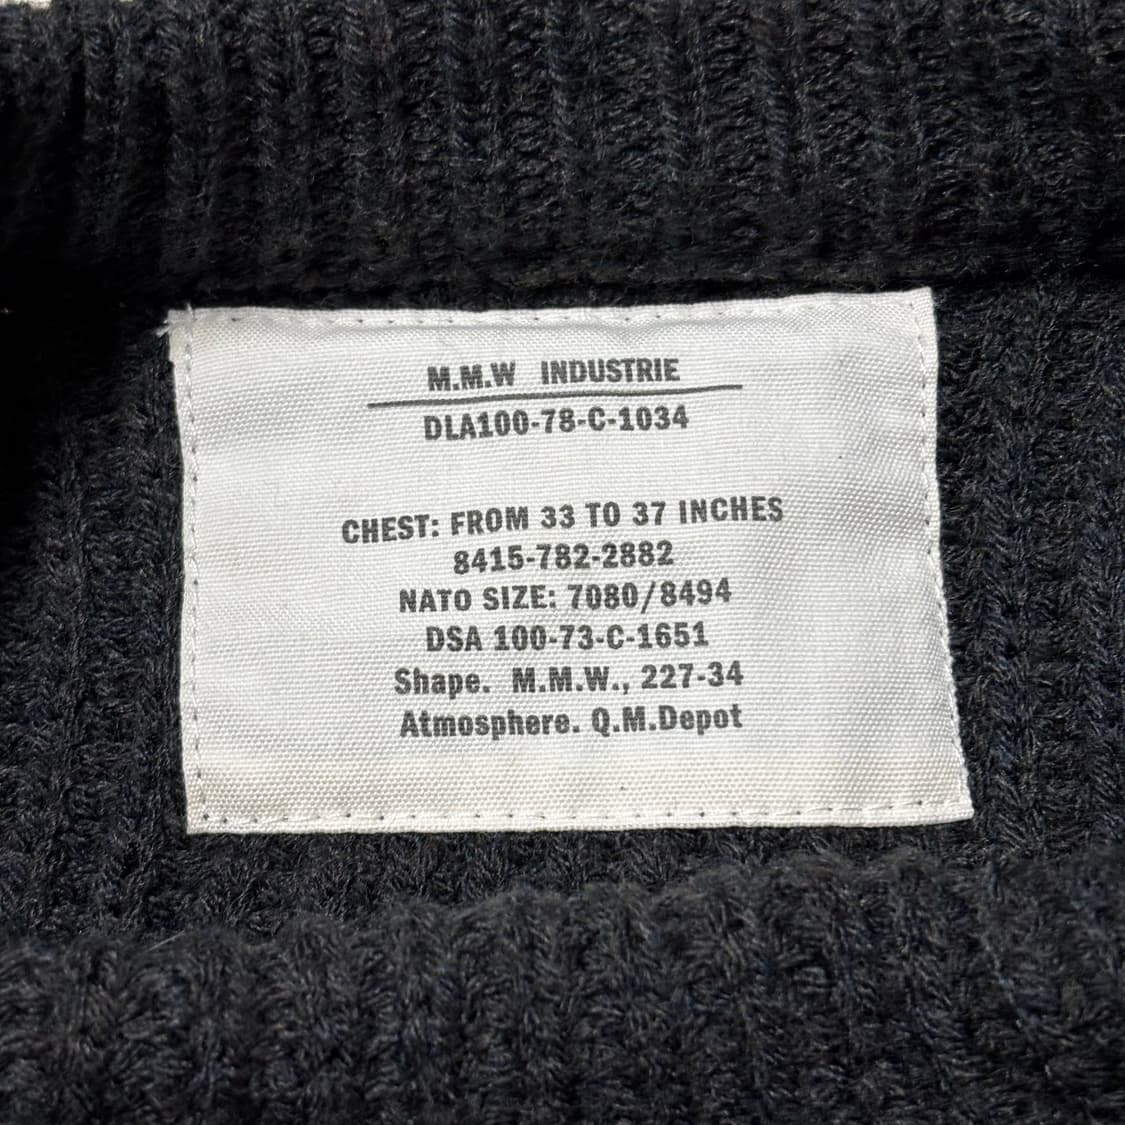 M.M.W INDUSTRIE
DLA100-78-C-1034
CHEST: FROM 33 TO 37 INCHES
8415-782-2882
NATO SIZE: 7080/8494
DSA 100-73-C-1651
Shape. M.M.W., 227-34
Atmosphere. Q.M.Depot